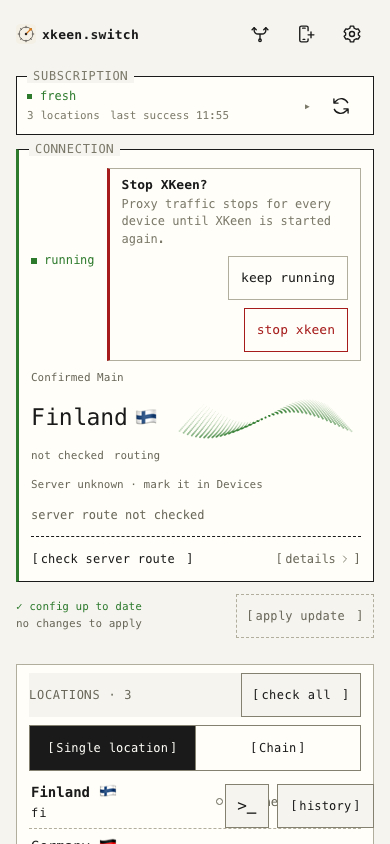 xkeen.switch
SUBSCRIPTION
fresh
3 locations last success 11:55
CONNECTION
running
Stop XKeen?
Proxy traffic stops for every
device until XKeen is started
again.
keep running
stop xkeen
Confirmed Main
Finland
not checked routing
Server unknown · mark it in Devices
server route not checked
[check server route ]
[details > ]
✓ config up to date
no changes to apply
[apply update ]
LOCATIONS · 3
[check all ]
[Single location]
[Chain]
Finland
fi
>_
[history]